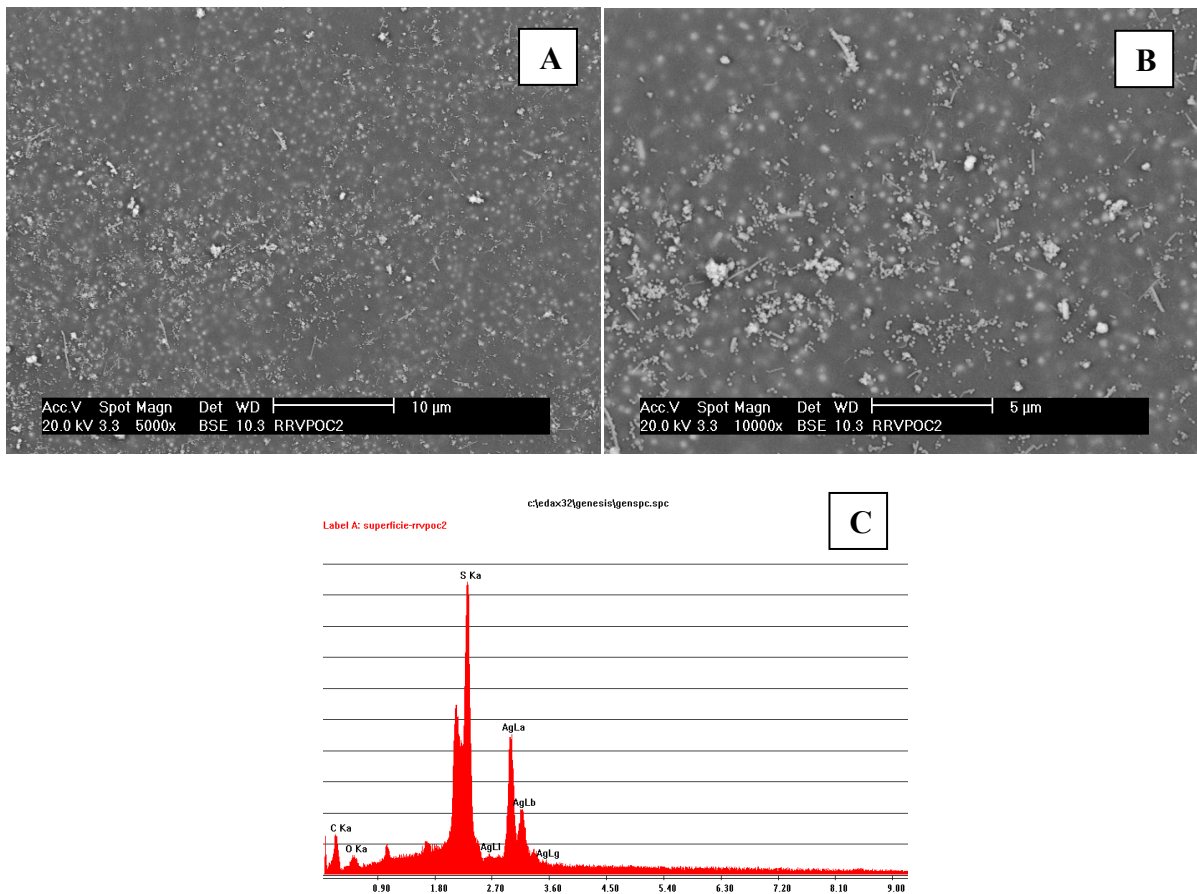 A
Acc.V Spot Magn Det WD 10 µm
20.0 kV 3.3 5000x BSE 10.3 RRVPOC2
B
Acc.V Spot Magn Det WD 5 µm
20.0 kV 3.3 10000x BSE 10.3 RRVPOC2
c:\edax32\genesis\genspc.spc
C
Label A: superficie-rrvpoc2
S Ka
AgLa
AgLb
C Ka
O Ka
AgLl
AgLg
0.90 1.80 2.70 3.60 4.50 5.40 6.30 7.20 8.10 9.00